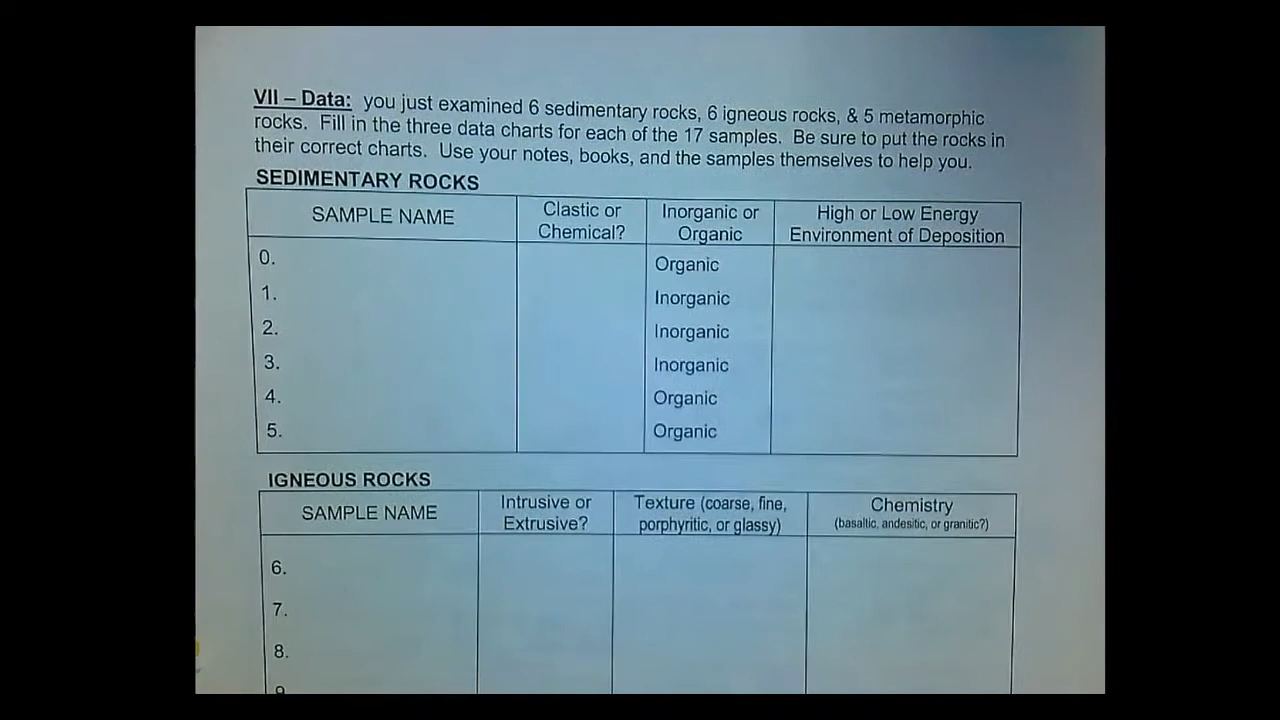 VII – Data: you just examined 6 sedimentary rocks, 6 igneous rocks, & 5 metamorphic
rocks. Fill in the three data charts for each of the 17 samples. Be sure to put the rocks in
their correct charts. Use your notes, books, and the samples themselves to help you.
SEDIMENTARY ROCKS
SAMPLE NAME Clastic or Chemical? Inorganic or Organic High or Low Energy Environment of Deposition
0. Organic
1. Inorganic
2. Inorganic
3. Inorganic
4. Organic
5. Organic
IGNEOUS ROCKS
SAMPLE NAME Intrusive or Extrusive? Texture (coarse, fine, porphyritic, or glassy) Chemistry (basaltic, andesitic, or granitic?)
6.
7.
8.